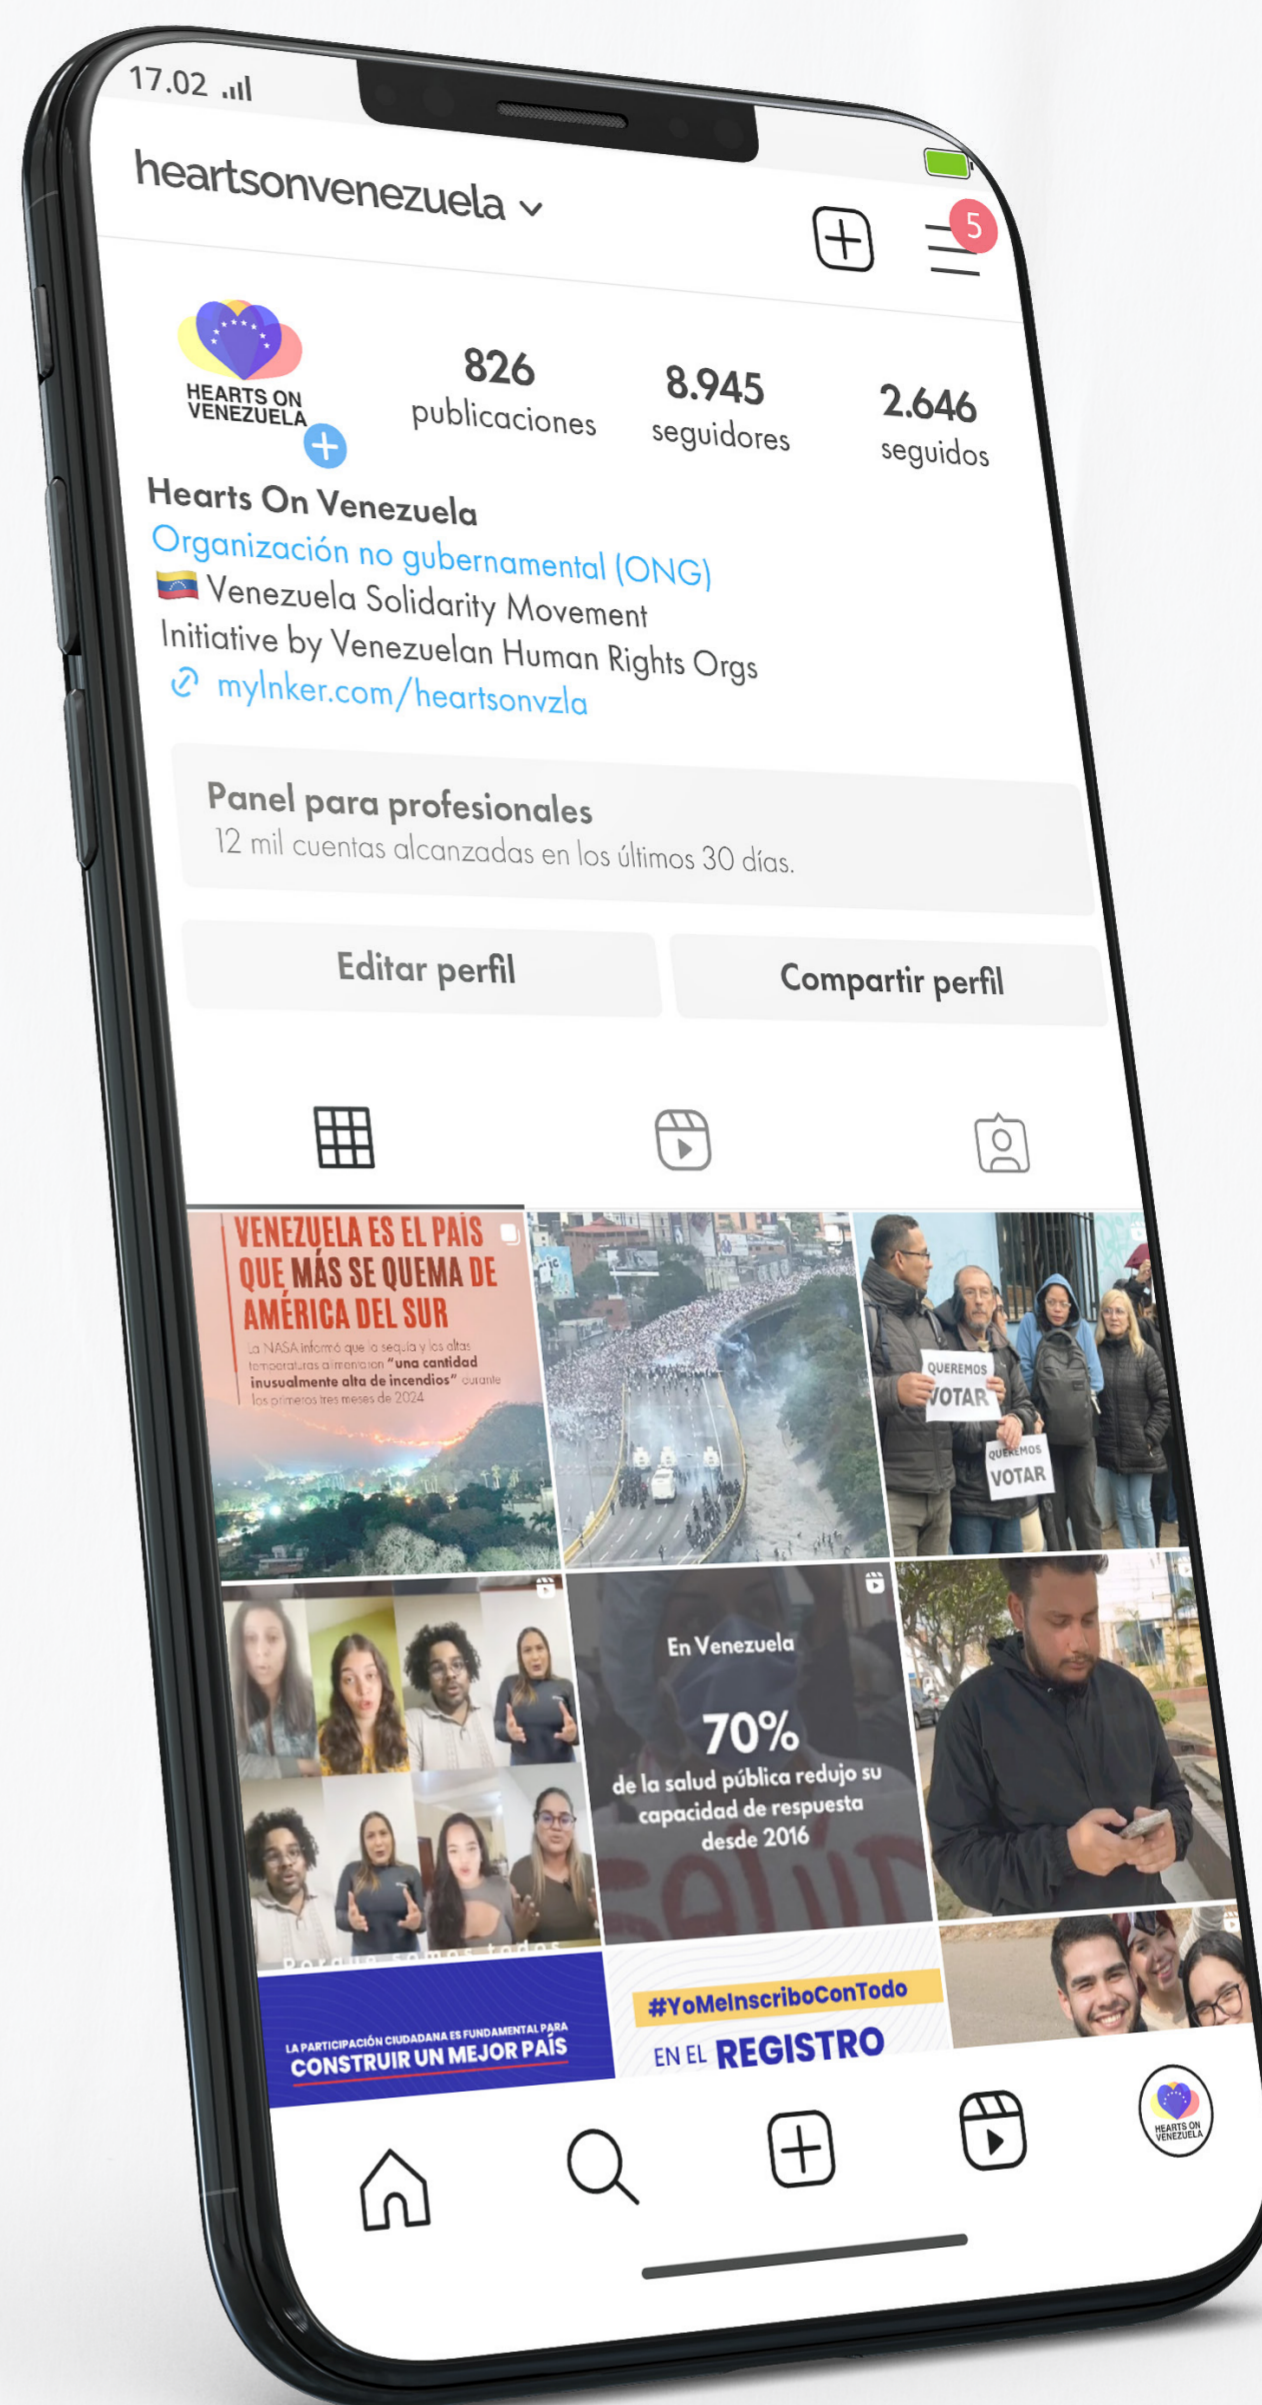 17.02
heartsonvenezuela
5
HEARTS ON
VENEZUELA
826
publicaciones
8.945
seguidores
2.646
seguidos
Hearts On Venezuela
Organización no gubernamental (ONG)
Venezuela Solidarity Movement
Initiative by Venezuelan Human Rights Orgs
mylnker.com/heartsonvzla
Panel para profesionales
12 mil cuentas alcanzadas en los últimos 30 días.
Editar perfil
Compartir perfil
VENEZUELA ES EL PAÍS
QUE MÁS SE QUEMA DE
AMÉRICA DEL SUR
La NASA informó que la sequía y las altas
temperaturas alimentaron "una cantidad
inusualmente alta de incendios" durante
los primeros tres meses de 2024
QUEREMOS
VOTAR
QUEREMOS
VOTAR
Porque somos todos
En Venezuela
70%
de la salud pública redujo su
capacidad de respuesta
desde 2016
LA PARTICIPACIÓN CIUDADANA ES FUNDAMENTAL PARA
CONSTRUIR UN MEJOR PAÍS
#YoMeInscriboConTodo
EN EL REGISTRO
HEARTS ON
VENEZUELA